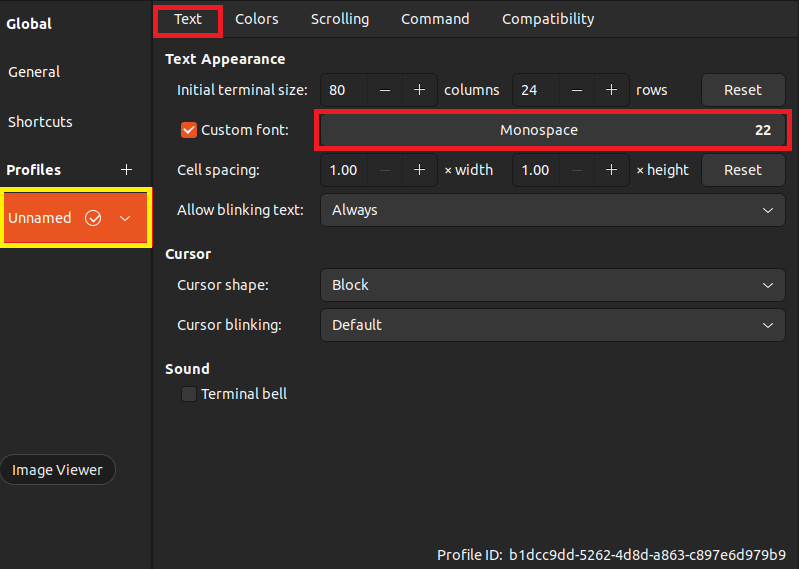 Global
General
Shortcuts
Profiles +
Unnamed
Image Viewer
Text Colors Scrolling Command Compatibility
Text Appearance
Initial terminal size: 80 − + columns 24 − + rows Reset
Custom font: Monospace 22
Cell spacing: 1.00 − + × width 1.00 − + × height Reset
Allow blinking text: Always
Cursor
Cursor shape: Block
Cursor blinking: Default
Sound
Terminal bell
Profile ID: b1dcc9dd-5262-4d8d-a863-c897e6d979b9